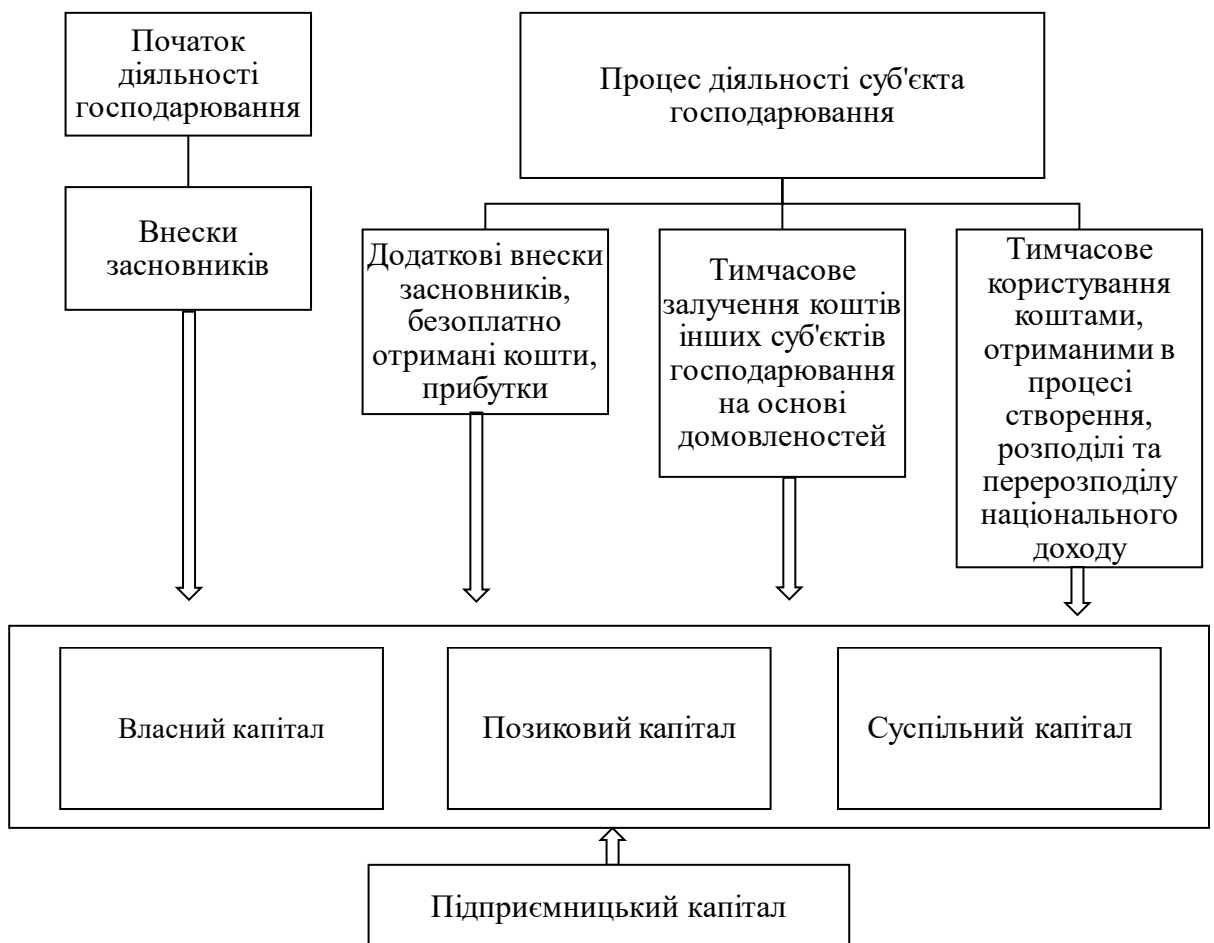 Початок
діяльності
господарювання
Процес діяльності суб'єкта
господарювання
Внески
засновників
Додаткові внески
засновників,
безоплатно
отримані кошти,
прибутки
Тимчасове
залучення коштів
інших суб'єктів
господарювання
на основі
домовленостей
Тимчасове
користування
коштами,
отриманими в
процесі
створення,
розподілі та
перерозподілу
національного
доходу
Власний капітал
Позиковий капітал
Суспільний капітал
Підприємницький капітал